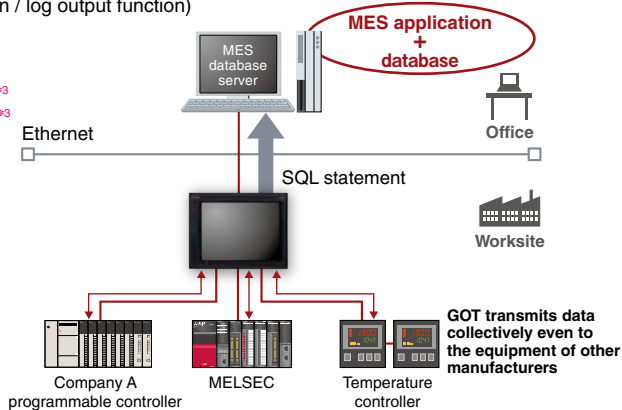 n / log output function)
MES application
+
database
MES
database
server
*3
*3
Ethernet
Office
SQL statement
Worksite
GOT transmits data
collectively even to
the equipment of other
manufacturers
Company A
programmable controller
MELSEC
Temperature
controller